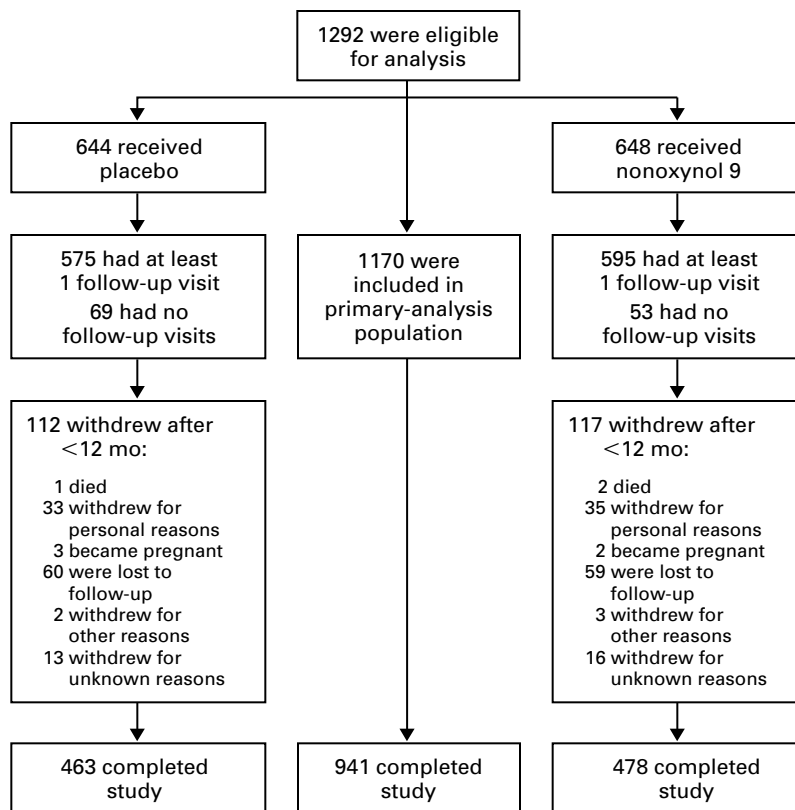 1292 were eligible
for analysis
644 received
placebo
648 received
nonoxynol 9
575 had at least
1 follow-up visit
69 had no
follow-up visits
1170 were
included in
primary-analysis
population
595 had at least
1 follow-up visit
53 had no
follow-up visits
112 withdrew after
<12 mo:
1 died
33 withdrew for
personal reasons
3 became pregnant
60 were lost to
follow-up
2 withdrew for
other reasons
13 withdrew for
unknown reasons
117 withdrew after
<12 mo:
2 died
35 withdrew for
personal reasons
2 became pregnant
59 were lost to
follow-up
3 withdrew for
other reasons
16 withdrew for
unknown reasons
463 completed
study
941 completed
study
478 completed
study